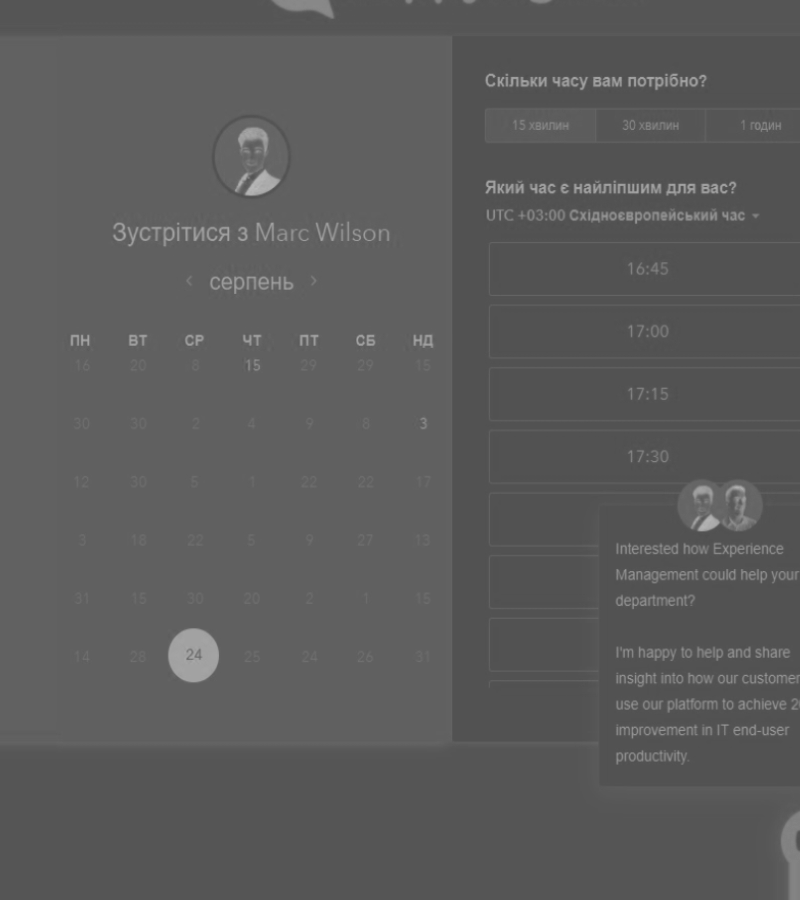 Зустрітися з Marc Wilson
серпень
ПН ВТ СР ЧТ ПТ СБ НД
16 20 8 15 29 29 15
30 30 2 4 9 8 3
12 30 5 1 22 22 17
3 18 22 5 9 27 13
31 15 30 20 2 1 15
14 28 24 25 24 26 31
Скільки часу вам потрібно?
15 хвилин 30 хвилин 1 годин
Який час є найліпшим для вас?
UTC +03:00 Східноєвропейський час
16:45
17:00
17:15
17:30
Interested how Experience
Management could help your
department?
I'm happy to help and share
insight into how our customer
use our platform to achieve
improvement in IT end-user
productivity.